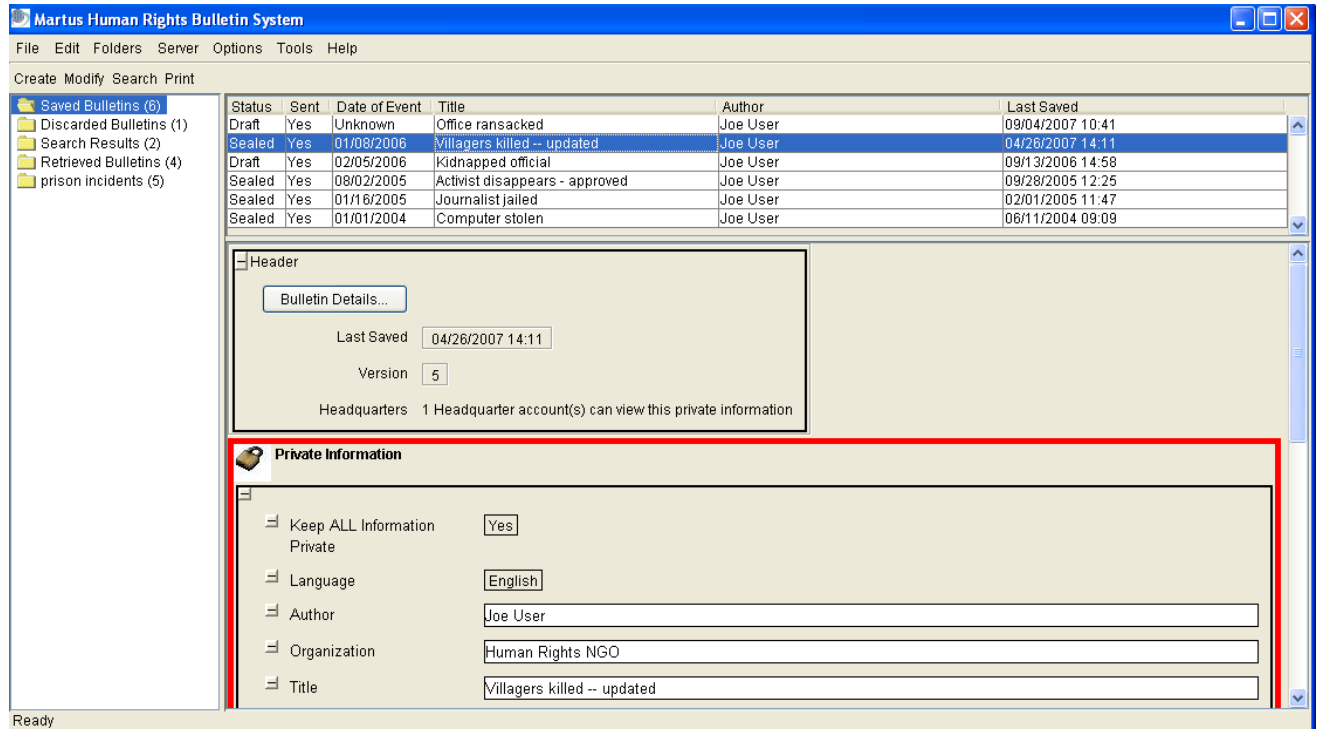 Martus Human Rights Bulletin System
File Edit Folders Server Options Tools Help
Create Modify Search Print
Saved Bulletins (6)
Discarded Bulletins (1)
Search Results (2)
Retrieved Bulletins (4)
prison incidents (5)
Status Sent Date of Event Title Author Last Saved
Draft Yes Unknown Office ransacked Joe User 09/04/2007 10:41
Sealed Yes 01/08/2006 Villagers killed -- updated Joe User 04/26/2007 14:11
Draft Yes 02/05/2006 Kidnapped official Joe User 09/13/2006 14:58
Sealed Yes 08/02/2005 Activist disappears - approved Joe User 09/28/2005 12:25
Sealed Yes 01/16/2005 Journalist jailed Joe User 02/01/2005 11:47
Sealed Yes 01/01/2004 Computer stolen Joe User 06/11/2004 09:09
Header
Bulletin Details...
Last Saved 04/26/2007 14:11
Version 5
Headquarters 1 Headquarter account(s) can view this private information
Private Information
Keep ALL Information Yes
Private
Language English
Author Joe User
Organization Human Rights NGO
Title Villagers killed -- updated
Ready